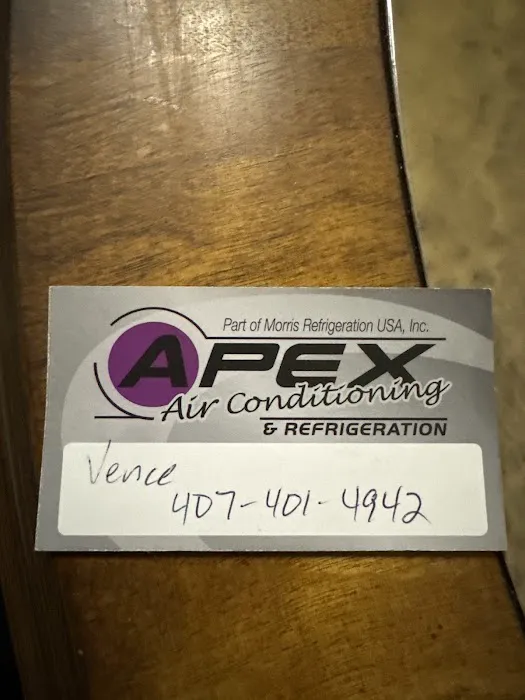 Part of Morris Refrigeration USA, Inc.
APEX
Air Conditioning
& REFRIGERATION
Vence
407-401-4942